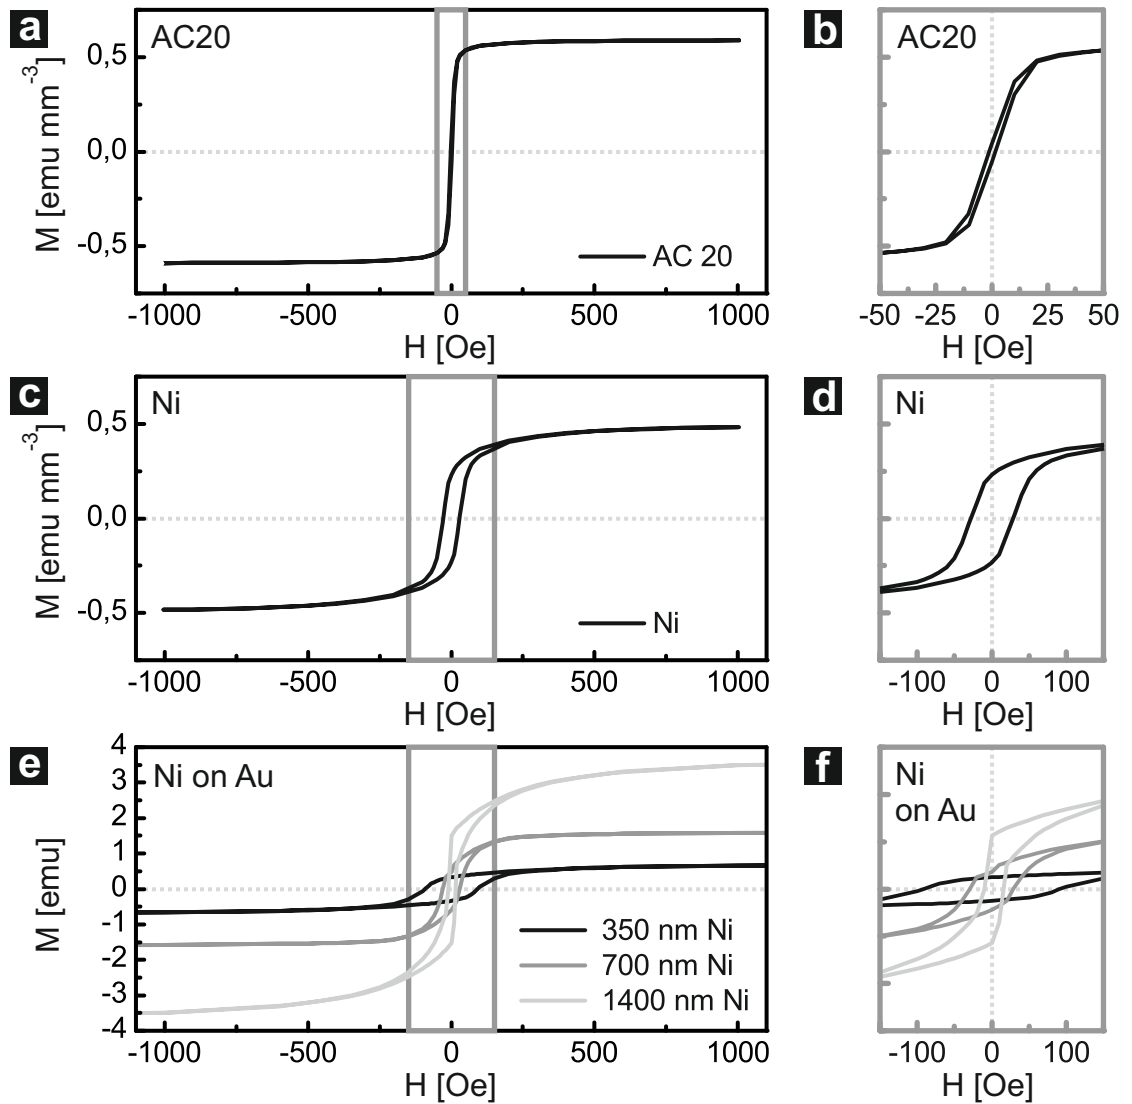 a
AC20
M [emu mm-3]
0,5
0,0
-0,5
AC 20
-1000 -500 0 500 1000
H [Oe]
b
AC20
-50 -25 0 25 50
H [Oe]
c
Ni
M [emu mm-3]
0,5
0,0
-0,5
Ni
-1000 -500 0 500 1000
H [Oe]
d
Ni
-100 0 100
H [Oe]
e
Ni on Au
M [emu]
4
3
2
1
0
-1
-2
-3
-4
350 nm Ni
700 nm Ni
1400 nm Ni
-1000 -500 0 500 1000
H [Oe]
f
Ni
on Au
-100 0 100
H [Oe]